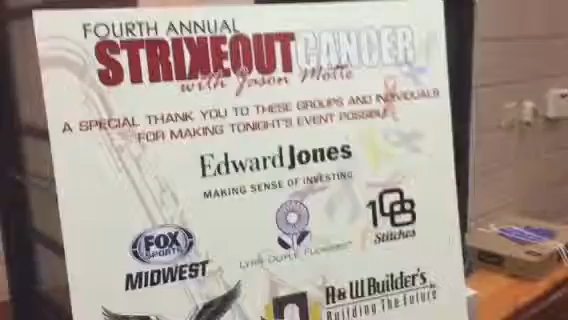 FOURTH ANNUAL
STRIKEOUT CANCER
with Jason Motte
A SPECIAL THANK YOU TO THESE GROUPS AND INDIVIDUALS
FOR MAKING TONIGHT'S EVENT POSSIBLE
Edward Jones
MAKING SENSE OF INVESTING
108
Stitches
FOX
SPORTS
MIDWEST
R & W Builder's
Building The Future